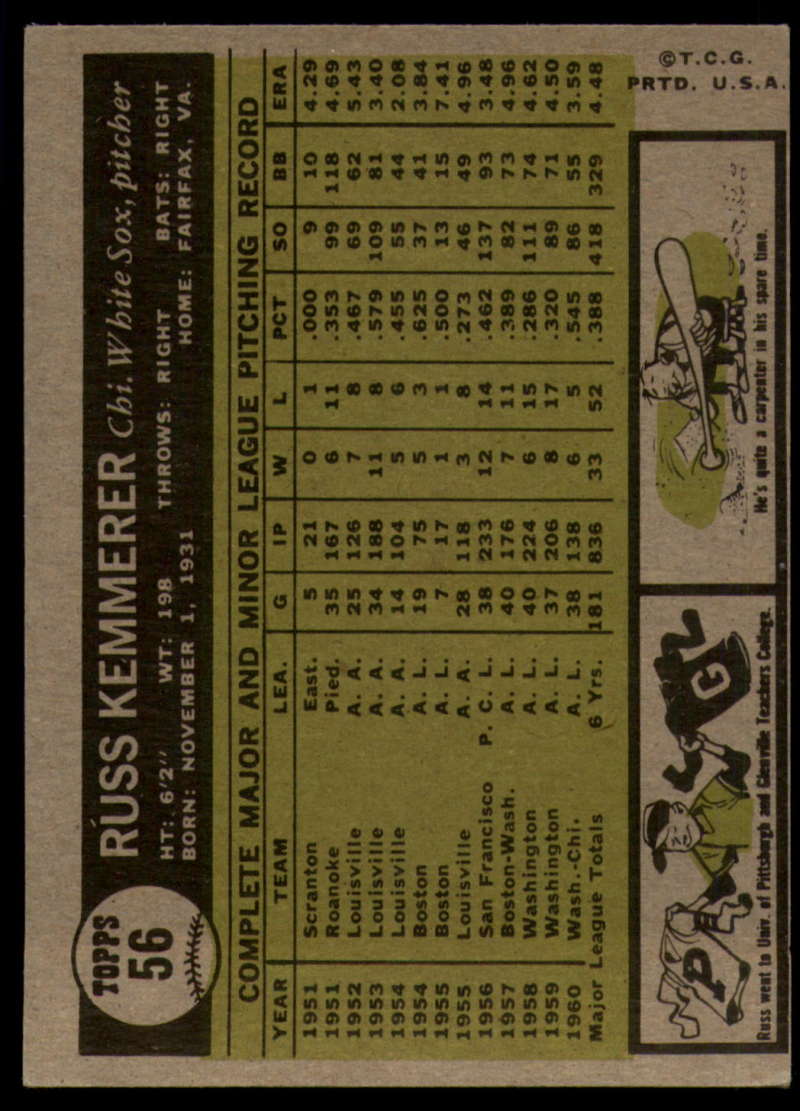 TOPPS
56
RUSS KEMMERER Chi. White Sox, pitcher
HT: 6'2" WT: 198 THROWS: RIGHT BATS: RIGHT
BORN: NOVEMBER 1, 1931 HOME: FAIRFAX, VA.
COMPLETE MAJOR AND MINOR LEAGUE PITCHING RECORD
YEAR TEAM LEA. G IP W L PCT SO BB ERA
1951 Scranton East. 5 21 0 1 .000 9 10 4.29
1951 Roanoke Pied. 35 167 6 11 .353 99 118 4.69
1952 Louisville A. A. 25 126 7 8 .467 69 62 5.43
1953 Louisville A. A. 34 188 11 8 .579 109 81 3.40
1954 Louisville A. A. 14 104 5 6 .455 55 44 2.08
1954 Boston A. L. 19 75 5 3 .625 37 41 3.84
1955 Boston A. L. 7 17 1 1 .500 13 15 7.41
1955 Louisville A. A. 28 118 3 8 .273 46 49 4.96
1956 San Francisco P. C. L. 38 233 12 14 .462 137 93 3.48
1957 Boston-Wash. A. L. 40 176 7 11 .389 82 73 4.96
1958 Washington A. L. 40 224 6 15 .286 111 74 4.62
1959 Washington A. L. 37 206 8 17 .320 89 71 4.50
1960 Wash.-Chi. A. L. 38 138 6 5 .545 86 55 3.59
Major League Totals 6 Yrs. 181 836 33 52 .388 418 329 4.48
P
P
G
Russ went to Univ. of Pittsburgh and Glenville Teachers College.
He's quite a carpenter in his spare time.
©T.C.G.
PRTD. U.S.A.